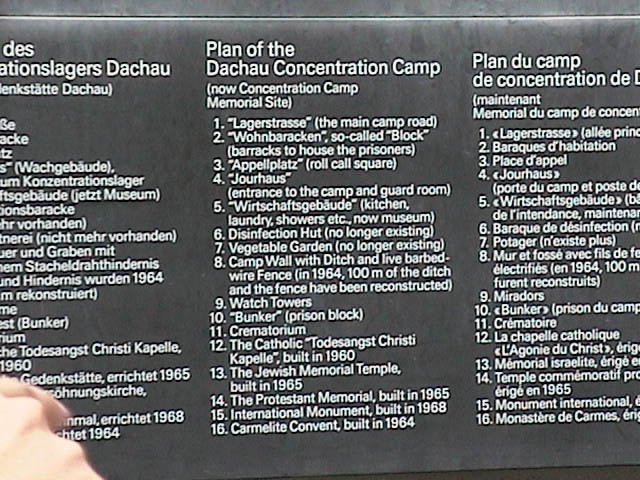 des
ationslagers Dachau
denkstätte Dachau)
aße
acke
tz
s" (Wachgebäude),
um Konzentrationslager
ftsgebäude (jetzt Museum)
tionsbaracke
hr vorhanden)
tnerei (nicht mehr vorhanden)
uer und Graben mit
nem Stacheldrahthindernis
und Hindernis wurden 1964
m rekonstruiert)
me
est (Bunker)
rium
che Todesangst Christi Kapelle,
1960
Gedenkstätte, errichtet 1965
söhnungskirche,
nmal, errichtet 1968
chtet 1964
Plan of the
Dachau Concentration Camp
(now Concentration Camp
Memorial Site)
1. "Lagerstrasse" (the main camp road)
2. "Wohnbaracken", so-called "Block"
(barracks to house the prisoners)
3. "Appellplatz" (roll call square)
4. "Jourhaus"
(entrance to the camp and guard room)
5. "Wirtschaftsgebäude" (kitchen,
laundry, showers etc., now museum)
6. Disinfection Hut (no longer existing)
7. Vegetable Garden (no longer existing)
8. Camp Wall with Ditch and live barbed-
wire Fence (in 1964, 100 m of the ditch
and the fence have been reconstructed)
9. Watch Towers
10. "Bunker" (prison block)
11. Crematorium
12. The Catholic "Todesangst Christi
Kapelle", built in 1960
13. The Jewish Memorial Temple,
built in 1965
14. The Protestant Memorial, built in 1965
15. International Monument, built in 1968
16. Carmelite Convent, built in 1964
Plan du camp
de concentration de D
(maintenant
Memorial du camp de concen
1. «Lagerstrasse» (allée princ
2. Baraques d'habitation
3. Place d'appel
4. «Jourhaus»
(porte du camp et poste de
5. «Wirtschaftsgebäude» (bâ
de l'intendance, maintena
6. Baraque de désinfection (n
7. Potager (n'existe plus)
8. Mur et fossé avec fils de fe
électrifiés (en 1964, 100 m
furent reconstruits)
9. Miradors
10. «Bunker» (prison du camp
11. Crématoire
12. La chapelle catholique
«L'Agonie du Christ», érig
13. Mémorial israelite, érigé e
14. Temple commémoratif pro
érigé en 1965
15. Monument international, é
16. Monastère de Carmes, érig